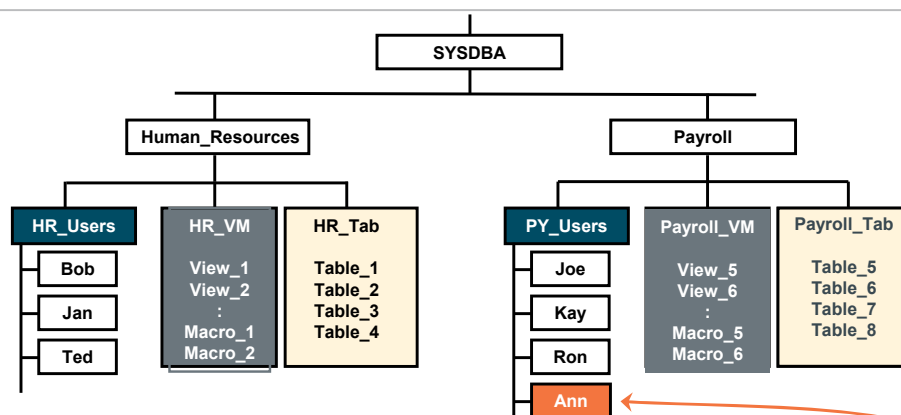 SYSDBA
Human_Resources
Payroll
HR_Users
Bob
Jan
Ted
HR_VM
View_1
View_2
:
Macro_1
Macro_2
HR_Tab
Table_1
Table_2
Table_3
Table_4
PY_Users
Joe
Kay
Ron
Ann
Payroll_VM
View_5
View_6
:
Macro_5
Macro_6
Payroll_Tab
Table_5
Table_6
Table_7
Table_8